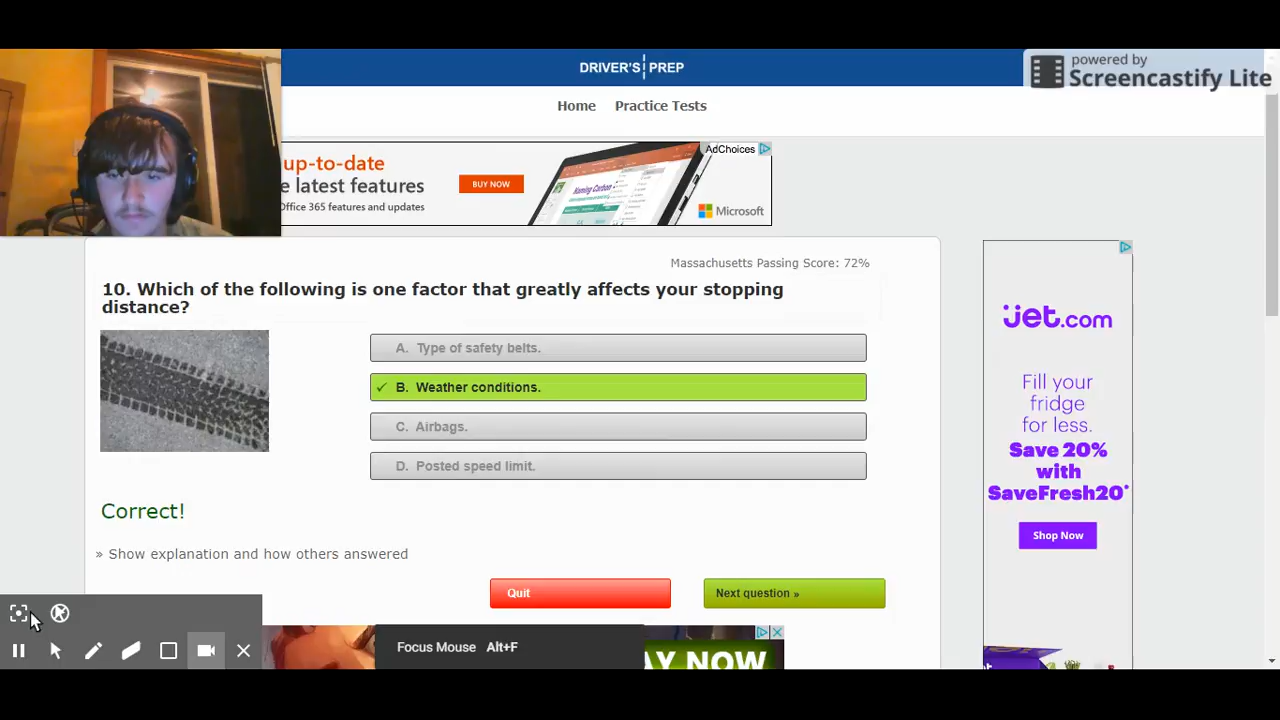 powered by
Screencastify Lite
DRIVER'S PREP
Home Practice Tests
up-to-date
latest features
Office 365 features and updates
BUY NOW
AdChoices
Microsoft
Massachusetts Passing Score: 72%
10. Which of the following is one factor that greatly affects your stopping
distance?
A. Type of safety belts.
✓ B. Weather conditions.
C. Airbags.
D. Posted speed limit.
Correct!
» Show explanation and how others answered
Quit
Next question »
jet.com
Fill your
fridge
for less.
Save 20%
with
SaveFresh20*
Shop Now
Focus Mouse Alt+F
NOW